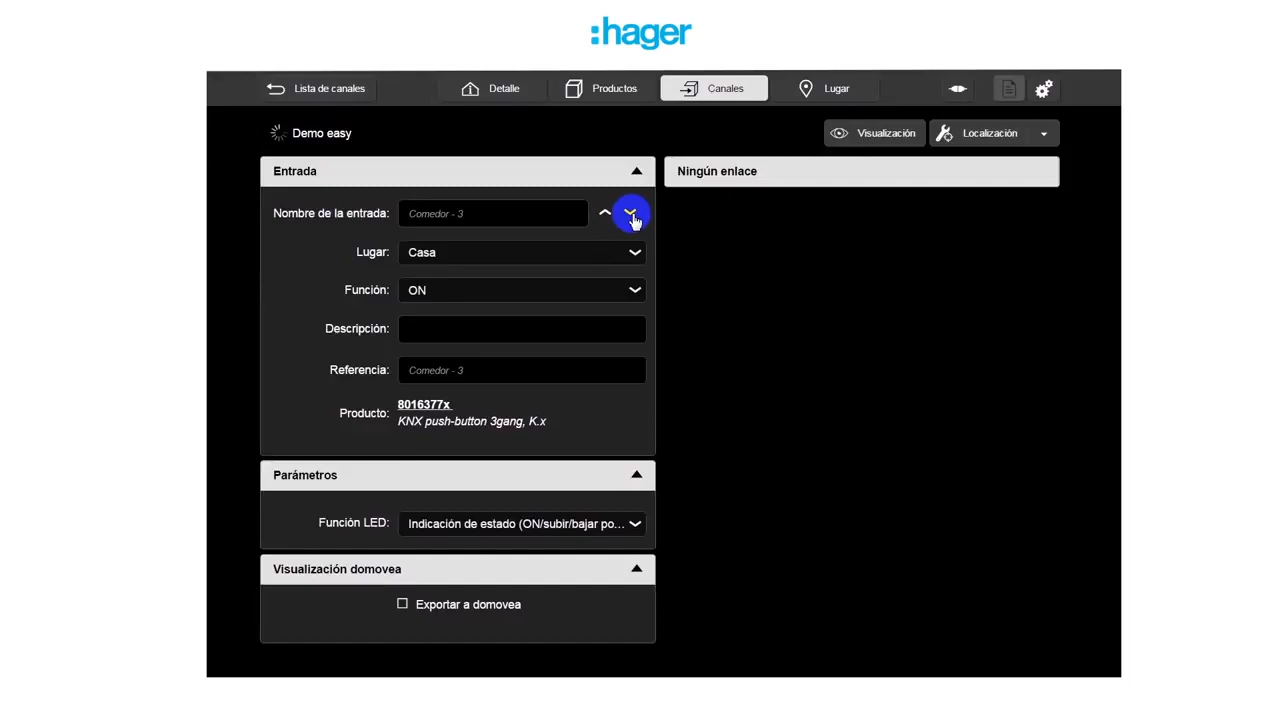 :hager
Lista de canales
Detalle
Productos
Canales
Lugar
Demo easy
Visualización
Localización
Entrada
Nombre de la entrada: Comedor - 3
Lugar: Casa
Función: ON
Descripción:
Referencia: Comedor - 3
Producto: 8016377x
KNX push-button 3gang, K.x
Parámetros
Función LED: Indicación de estado (ON/subir/bajar po...
Visualización domovea
Exportar a domovea
Ningún enlace